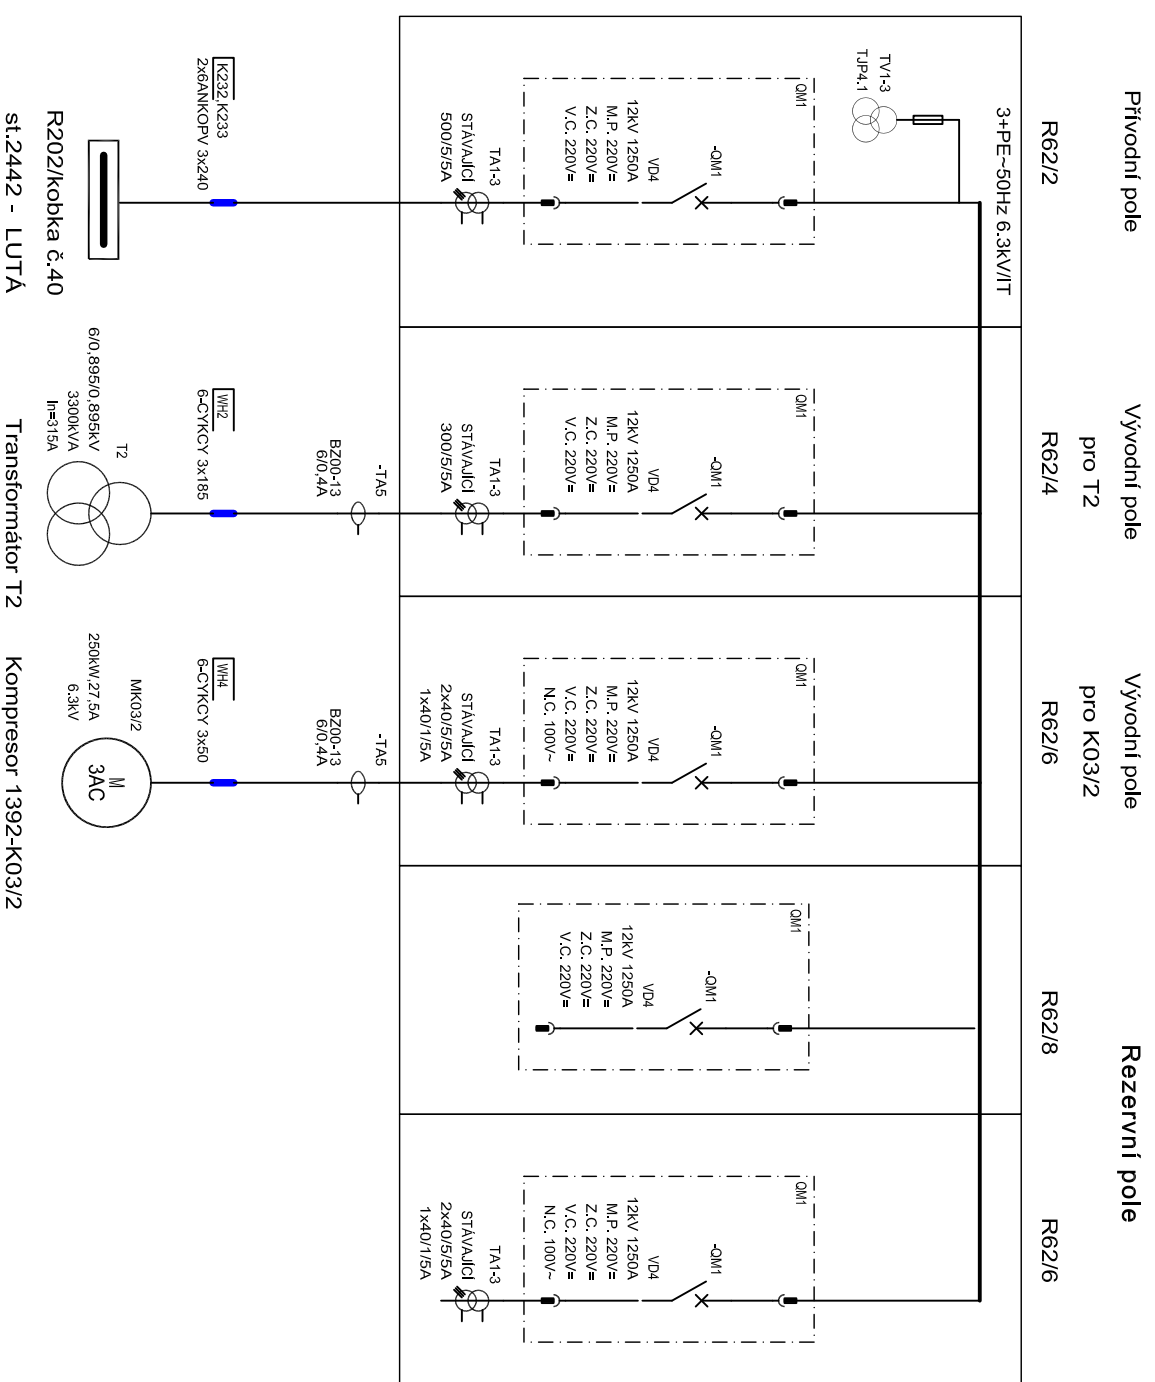 Přívodní pole
R62/2
3+PE~50Hz 6.3kV/IT
TV1-3
TJP4.1
QM1
-QM1
VD4
12kV 1250A
M.P. 220V=
Z.C. 220V=
V.C. 220V=
TA1-3
STÁVAJÍCÍ
500/5/5A
K232,K233
2x6ANKOPV 3x240
R202/kobka č.40
st.2442 - LUTÁ
Vývodní pole
pro T2
R62/4
QM1
-QM1
VD4
12kV 1250A
M.P. 220V=
Z.C. 220V=
V.C. 220V=
TA1-3
STÁVAJÍCÍ
300/5/5A
-TA5
BZ00-13
6/0,4A
WH2
6-CYKCY 3x185
T2
6/0,895/0,895kV
3300kVA
In=315A
Transformátor T2
Vývodní pole
pro K03/2
R62/6
QM1
-QM1
VD4
12kV 1250A
M.P. 220V=
Z.C. 220V=
V.C. 220V=
N.C. 100V~
TA1-3
STÁVAJÍCÍ
2x40/5/5A
1x40/1/5A
-TA5
BZ00-13
6/0,4A
WH4
6-CYKCY 3x50
MK03/2
250kW,27,5A
6.3kV
M
3AC
Kompresor 1392-K03/2
Rezervní pole
R62/8
QM1
-QM1
VD4
12kV 1250A
M.P. 220V=
Z.C. 220V=
V.C. 220V=
R62/6
QM1
-QM1
VD4
12kV 1250A
M.P. 220V=
Z.C. 220V=
V.C. 220V=
N.C. 100V~
TA1-3
STÁVAJÍCÍ
2x40/5/5A
1x40/1/5A